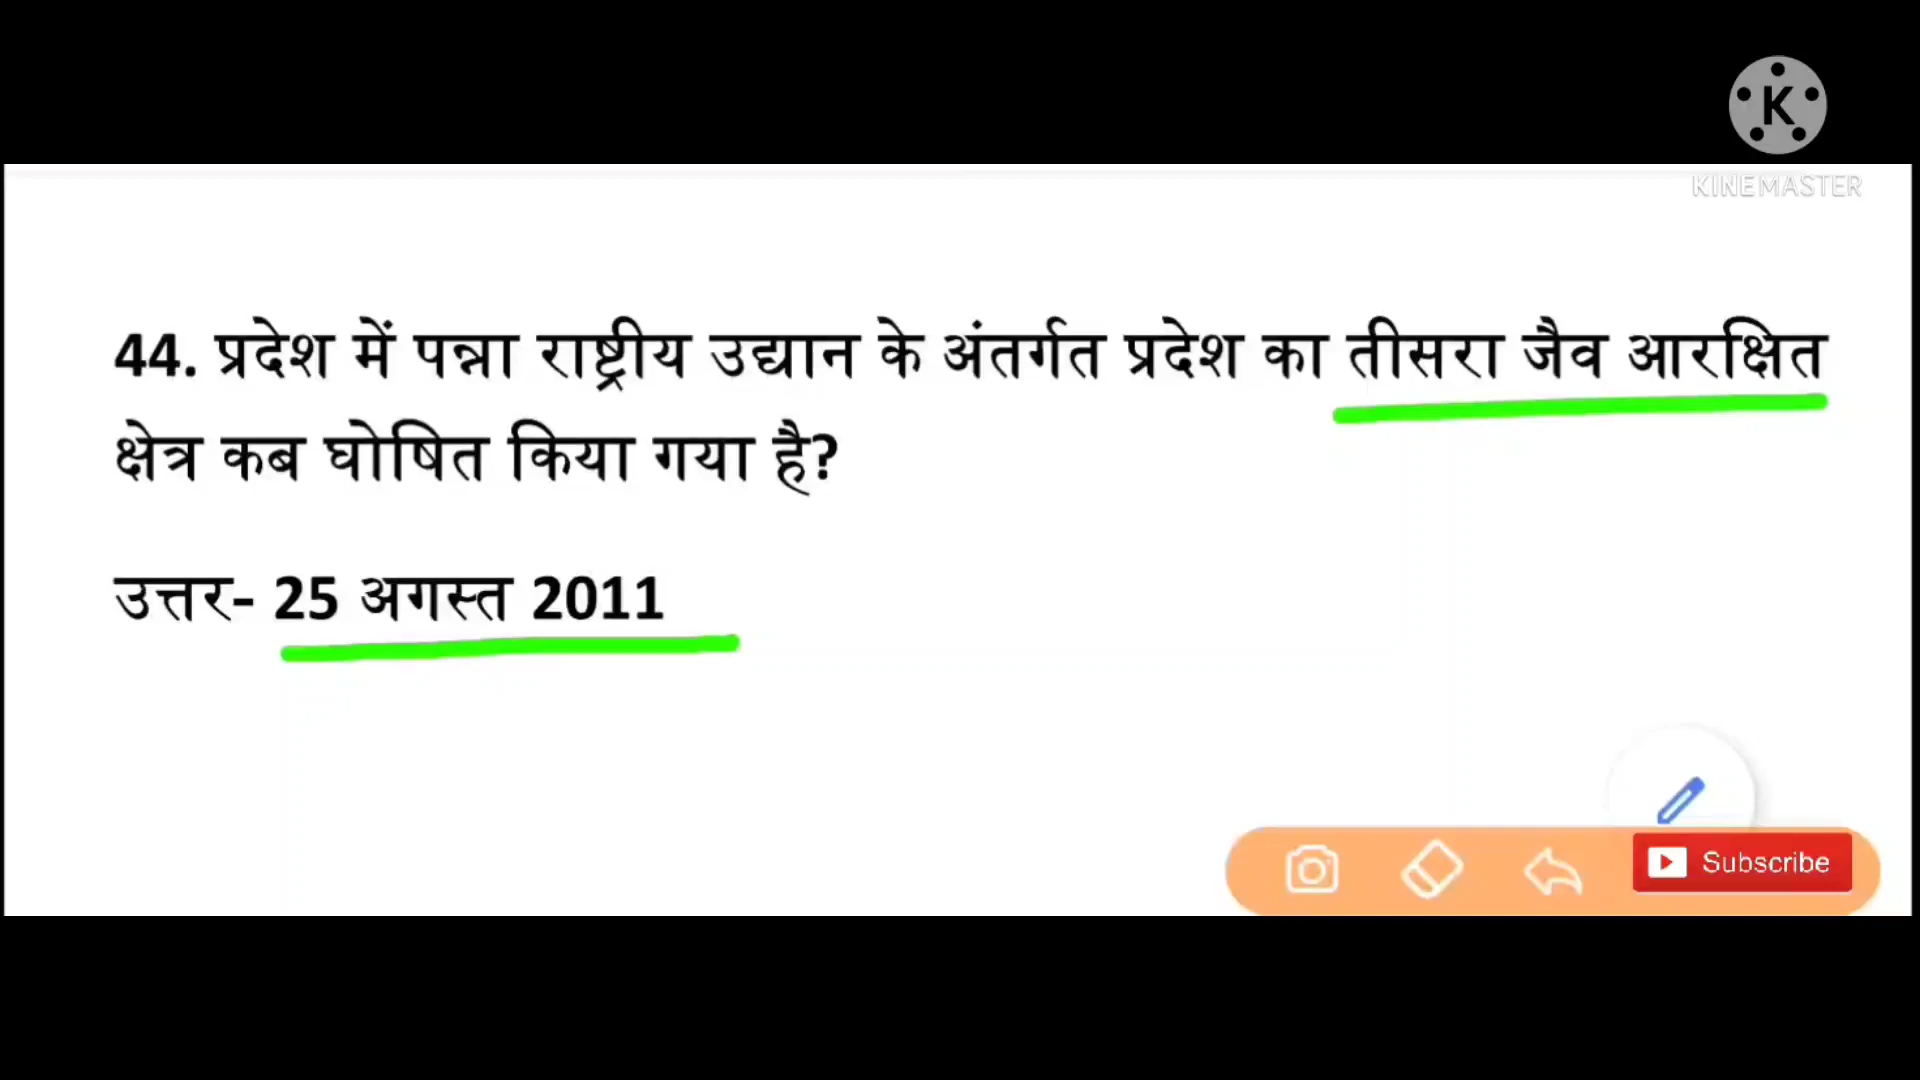 K
KINEMASTER
44. प्रदेश में पन्ना राष्ट्रीय उद्यान के अंतर्गत प्रदेश का तीसरा जैव आरक्षित
क्षेत्र कब घोषित किया गया है?
उत्तर- 25 अगस्त 2011
Subscribe